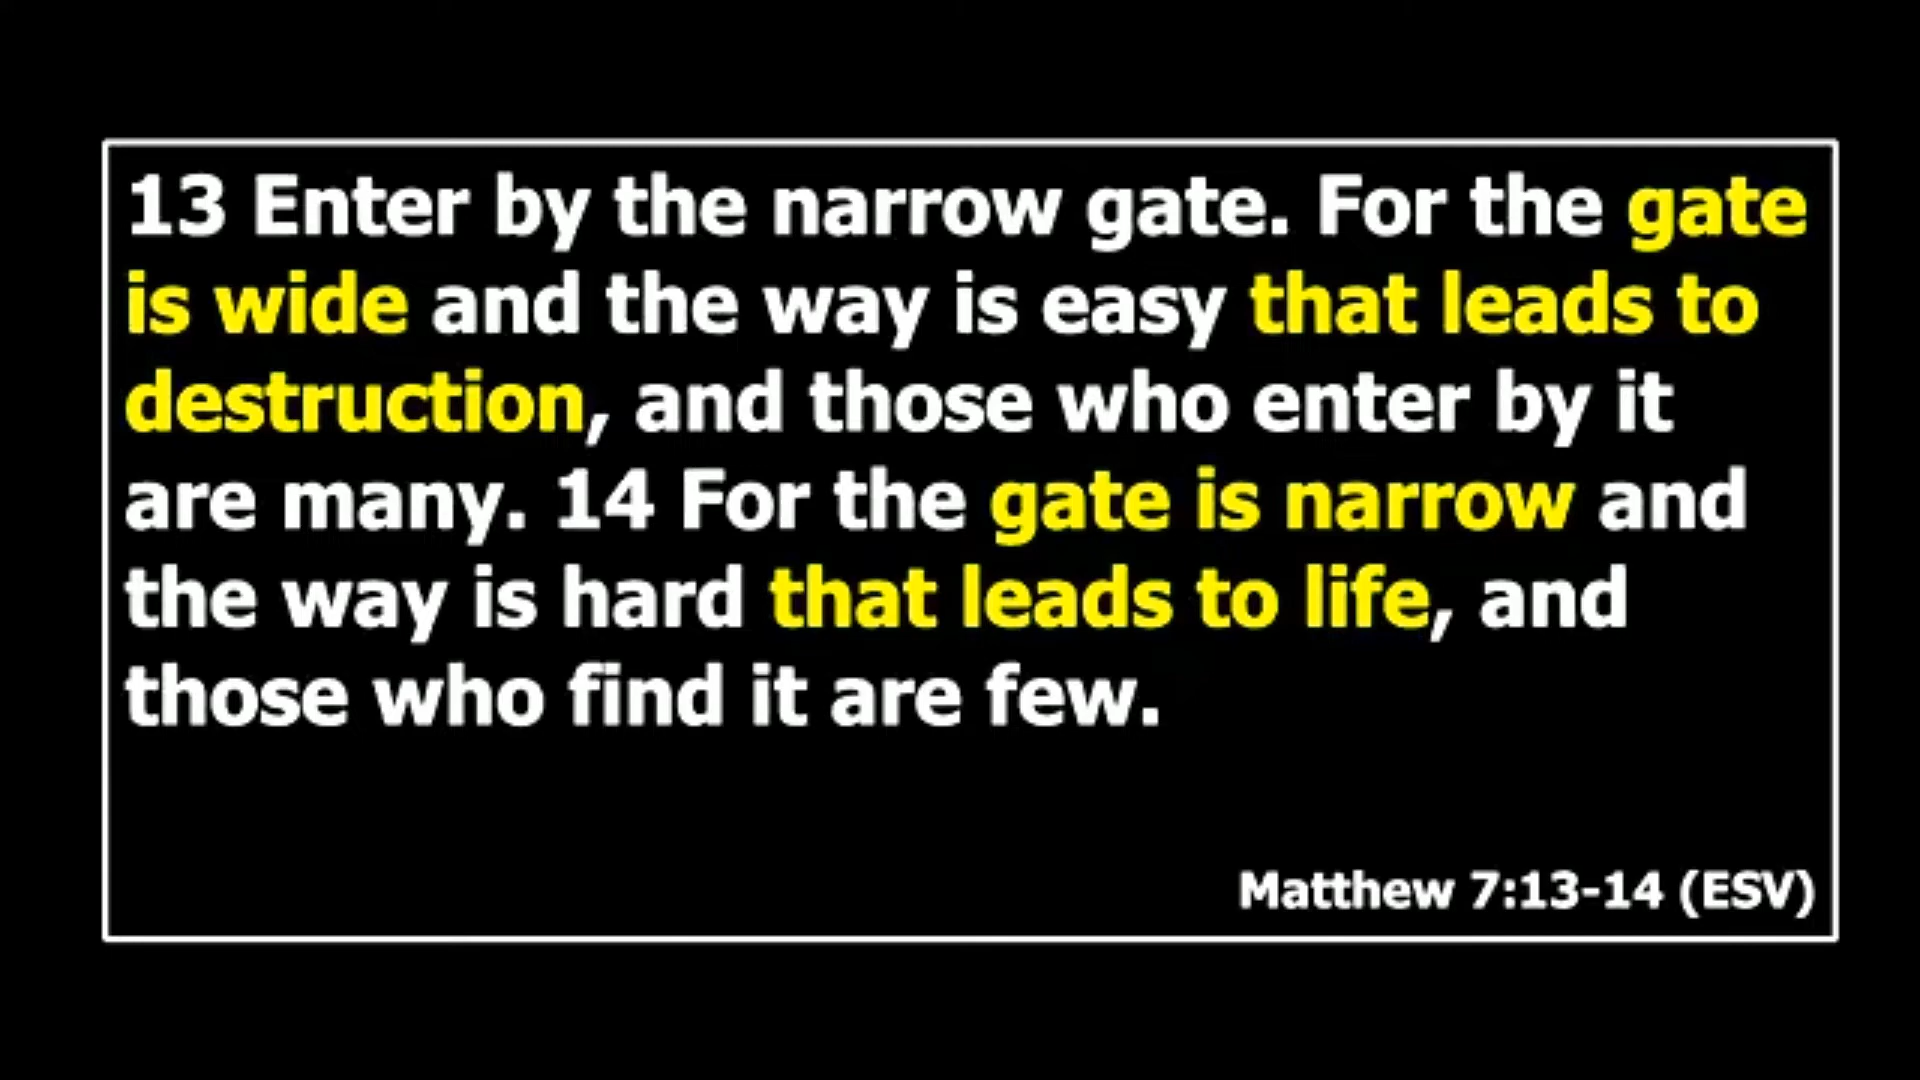 13 Enter by the narrow gate. For the gate
is wide and the way is easy that leads to
destruction, and those who enter by it
are many. 14 For the gate is narrow and
the way is hard that leads to life, and
those who find it are few.
Matthew 7:13-14 (ESV)